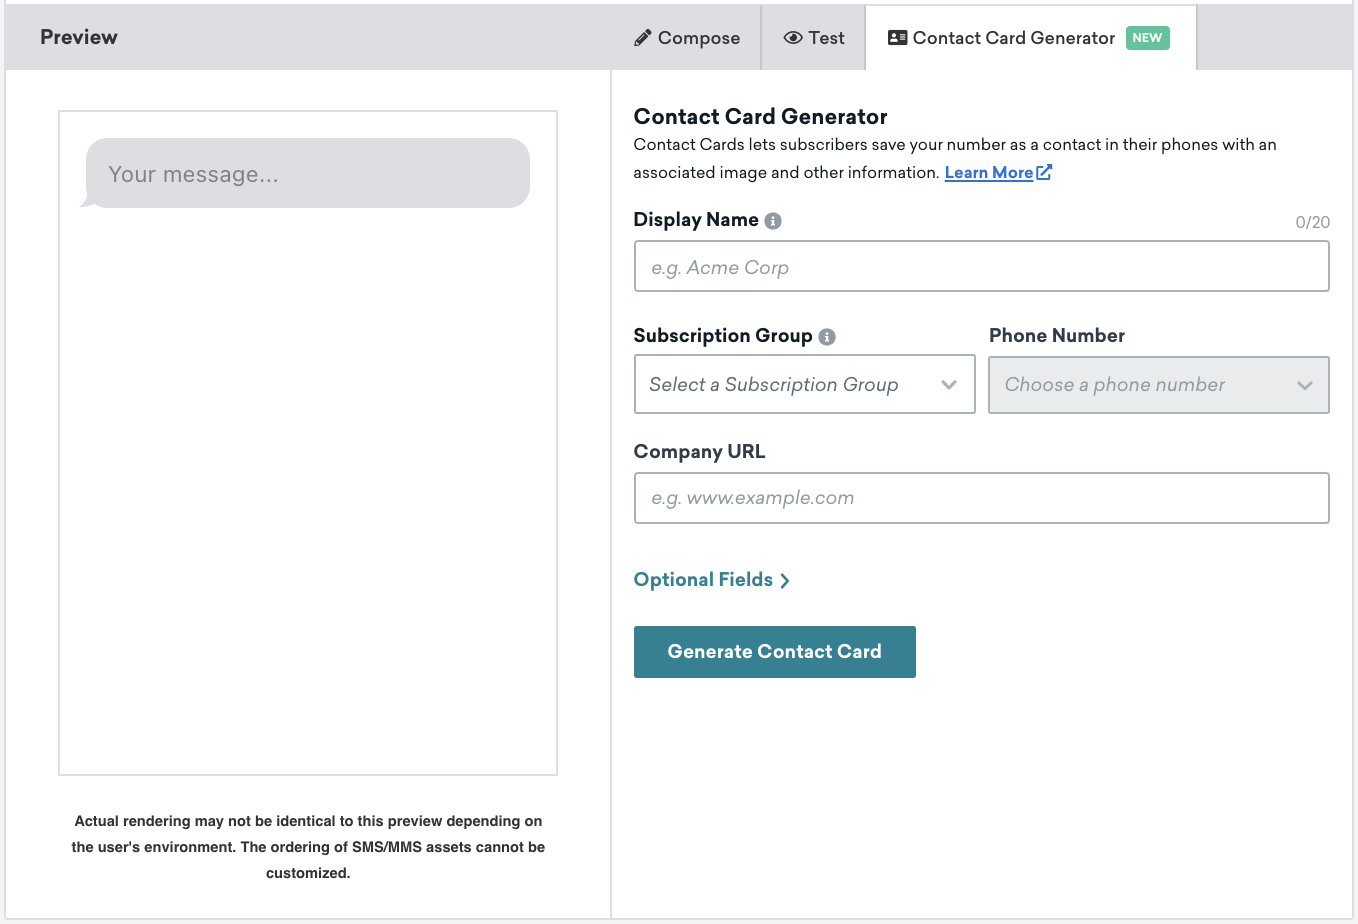 Preview
Compose
Test
Contact Card Generator NEW
Your message...
Actual rendering may not be identical to this preview depending on
the user's environment. The ordering of SMS/MMS assets cannot be
customized.
Contact Card Generator
Contact Cards lets subscribers save your number as a contact in their phones with an
associated image and other information. Learn More
Display Name
0/20
e.g. Acme Corp
Subscription Group
Select a Subscription Group
Phone Number
Choose a phone number
Company URL
e.g. www.example.com
Optional Fields
Generate Contact Card